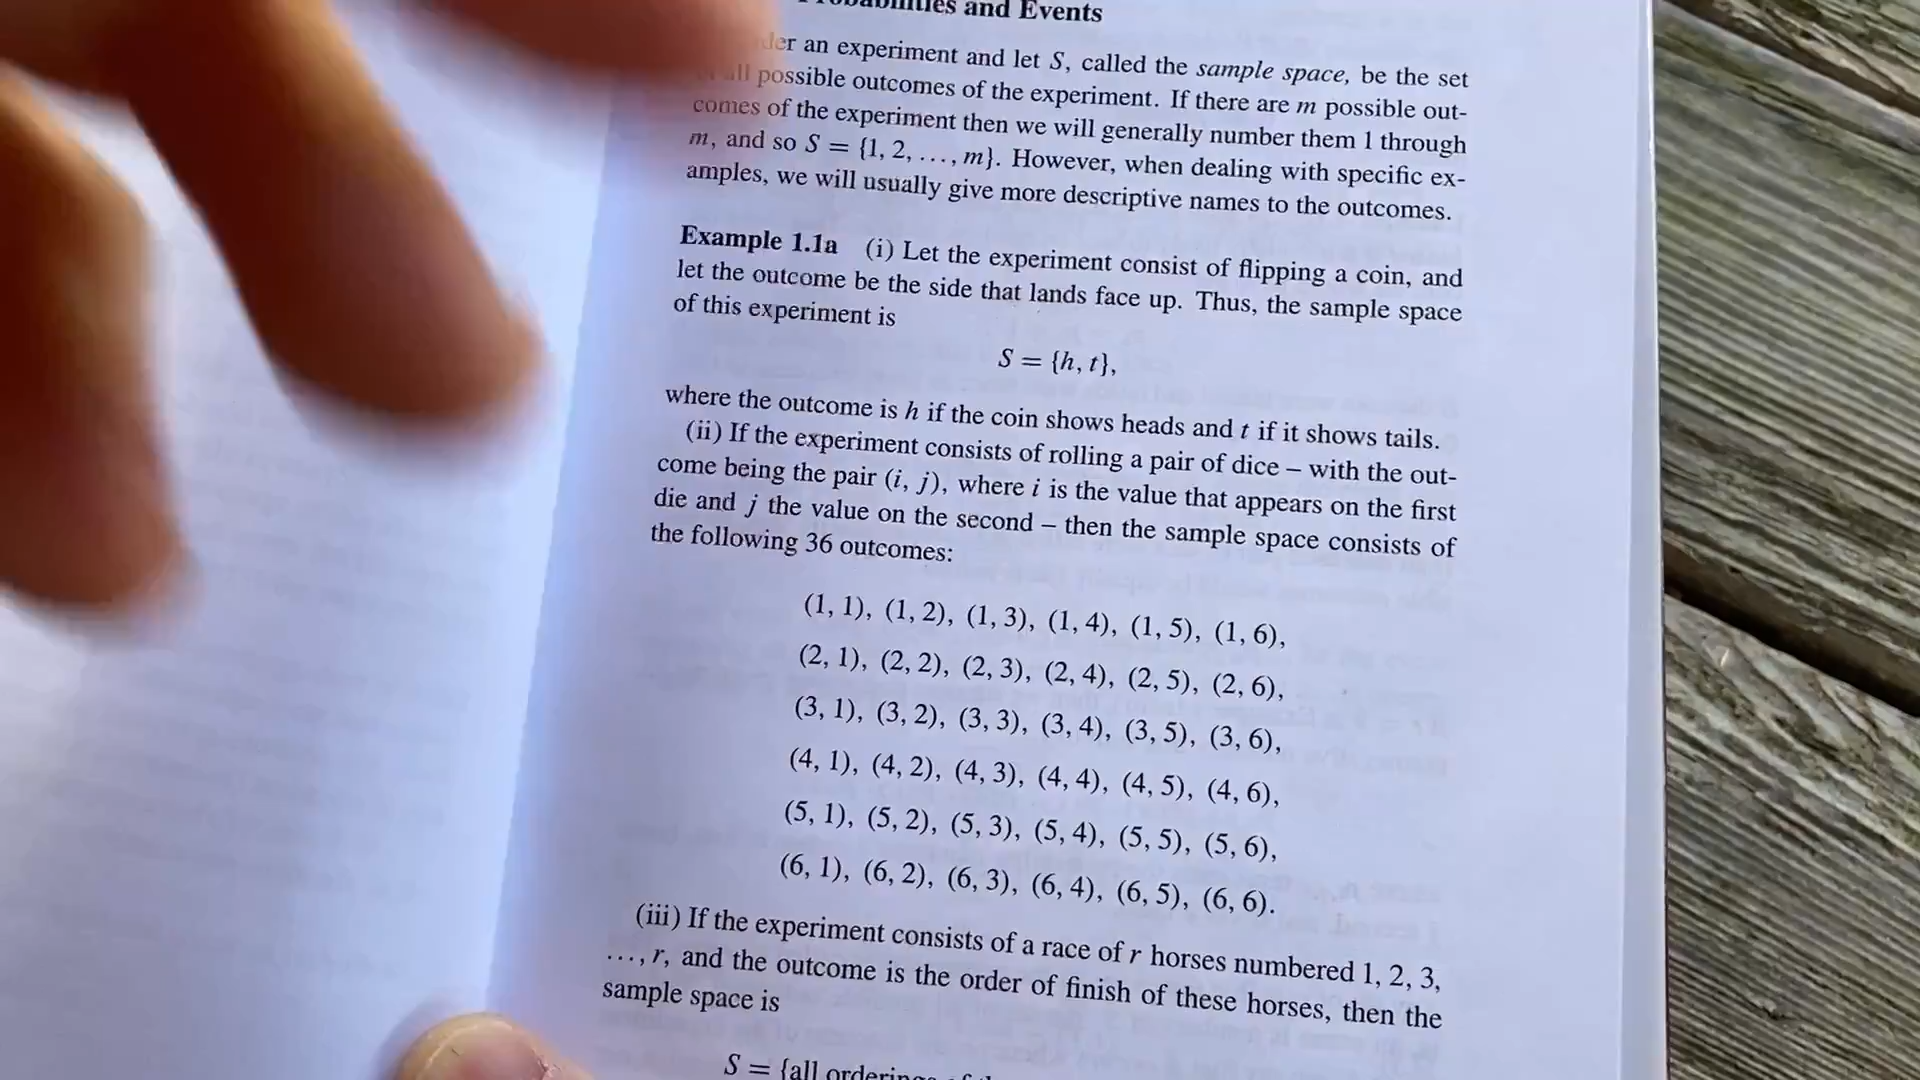 and Events
an experiment and let S, called the sample space, be the set
all possible outcomes of the experiment. If there are m possible out-
comes of the experiment then we will generally number them 1 through
m, and so S = {1, 2, ..., m}. However, when dealing with specific ex-
amples, we will usually give more descriptive names to the outcomes.
Example 1.1a (i) Let the experiment consist of flipping a coin, and
let the outcome be the side that lands face up. Thus, the sample space
of this experiment is
S = {h, t},
where the outcome is h if the coin shows heads and t if it shows tails.
(ii) If the experiment consists of rolling a pair of dice – with the out-
come being the pair (i, j), where i is the value that appears on the first
die and j the value on the second – then the sample space consists of
the following 36 outcomes:
(1, 1), (1, 2), (1, 3), (1, 4), (1, 5), (1, 6),
(2, 1), (2, 2), (2, 3), (2, 4), (2, 5), (2, 6),
(3, 1), (3, 2), (3, 3), (3, 4), (3, 5), (3, 6),
(4, 1), (4, 2), (4, 3), (4, 4), (4, 5), (4, 6),
(5, 1), (5, 2), (5, 3), (5, 4), (5, 5), (5, 6),
(6, 1), (6, 2), (6, 3), (6, 4), (6, 5), (6, 6).
(iii) If the experiment consists of a race of r horses numbered 1, 2, 3,
..., r, and the outcome is the order of finish of these horses, then the
sample space is
S = {all